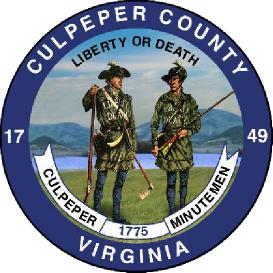 CULPEPER COUNTY
LIBERTY OR DEATH
17 49
CULPEPER
1775
MINUTEMEN
VIRGINIA